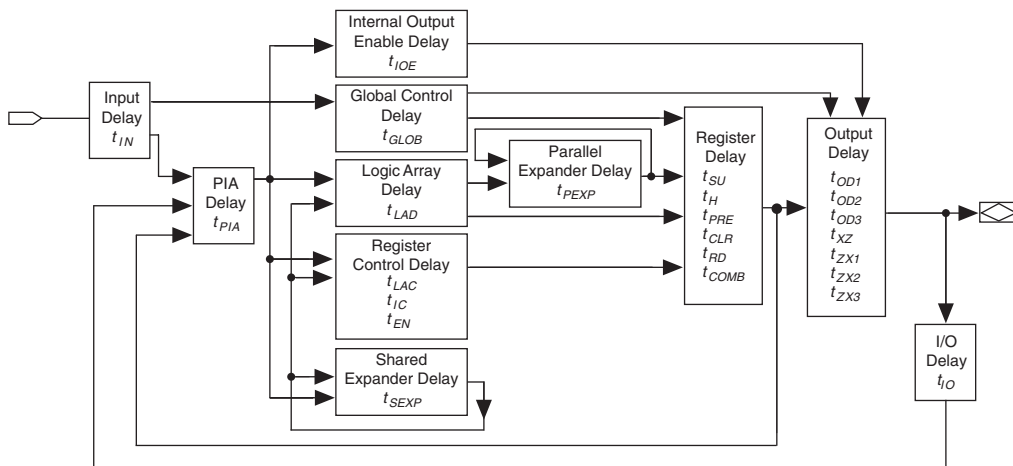 Internal Output
Enable Delay
tIOE
Input
Delay
tIN
Global Control
Delay
tGLOB
PIA
Delay
tPIA
Logic Array
Delay
tLAD
Parallel
Expander Delay
tPEXP
Register
Control Delay
tLAC
tIC
tEN
Shared
Expander Delay
tSEXP
Register
Delay
tSU
tH
tPRE
tCLR
tRD
tCOMB
Output
Delay
tOD1
tOD2
tOD3
tXZ
tZX1
tZX2
tZX3
I/O
Delay
tIO